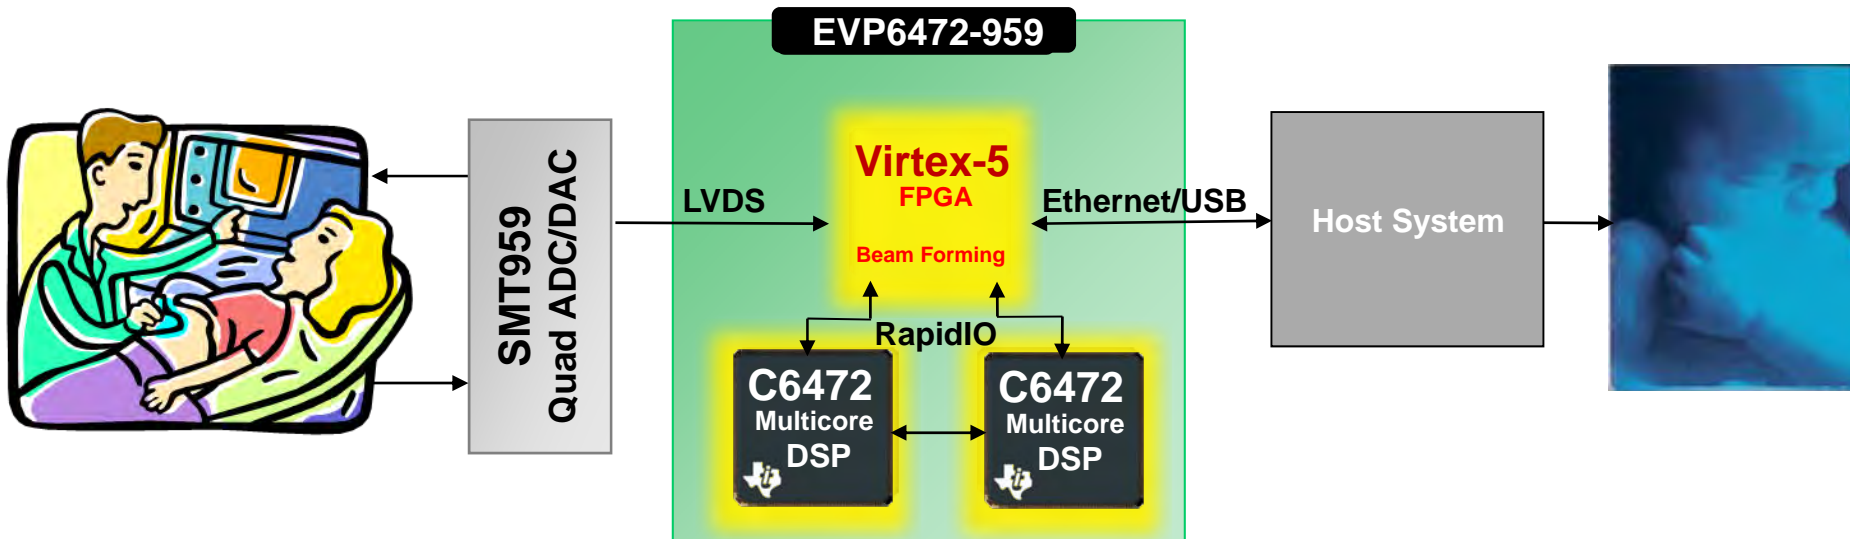 EVP6472-959
SMT959
Quad ADC/DAC
LVDS
Virtex-5
FPGA
Beam Forming
Ethernet/USB
Host System
RapidIO
C6472
Multicore
DSP
C6472
Multicore
DSP